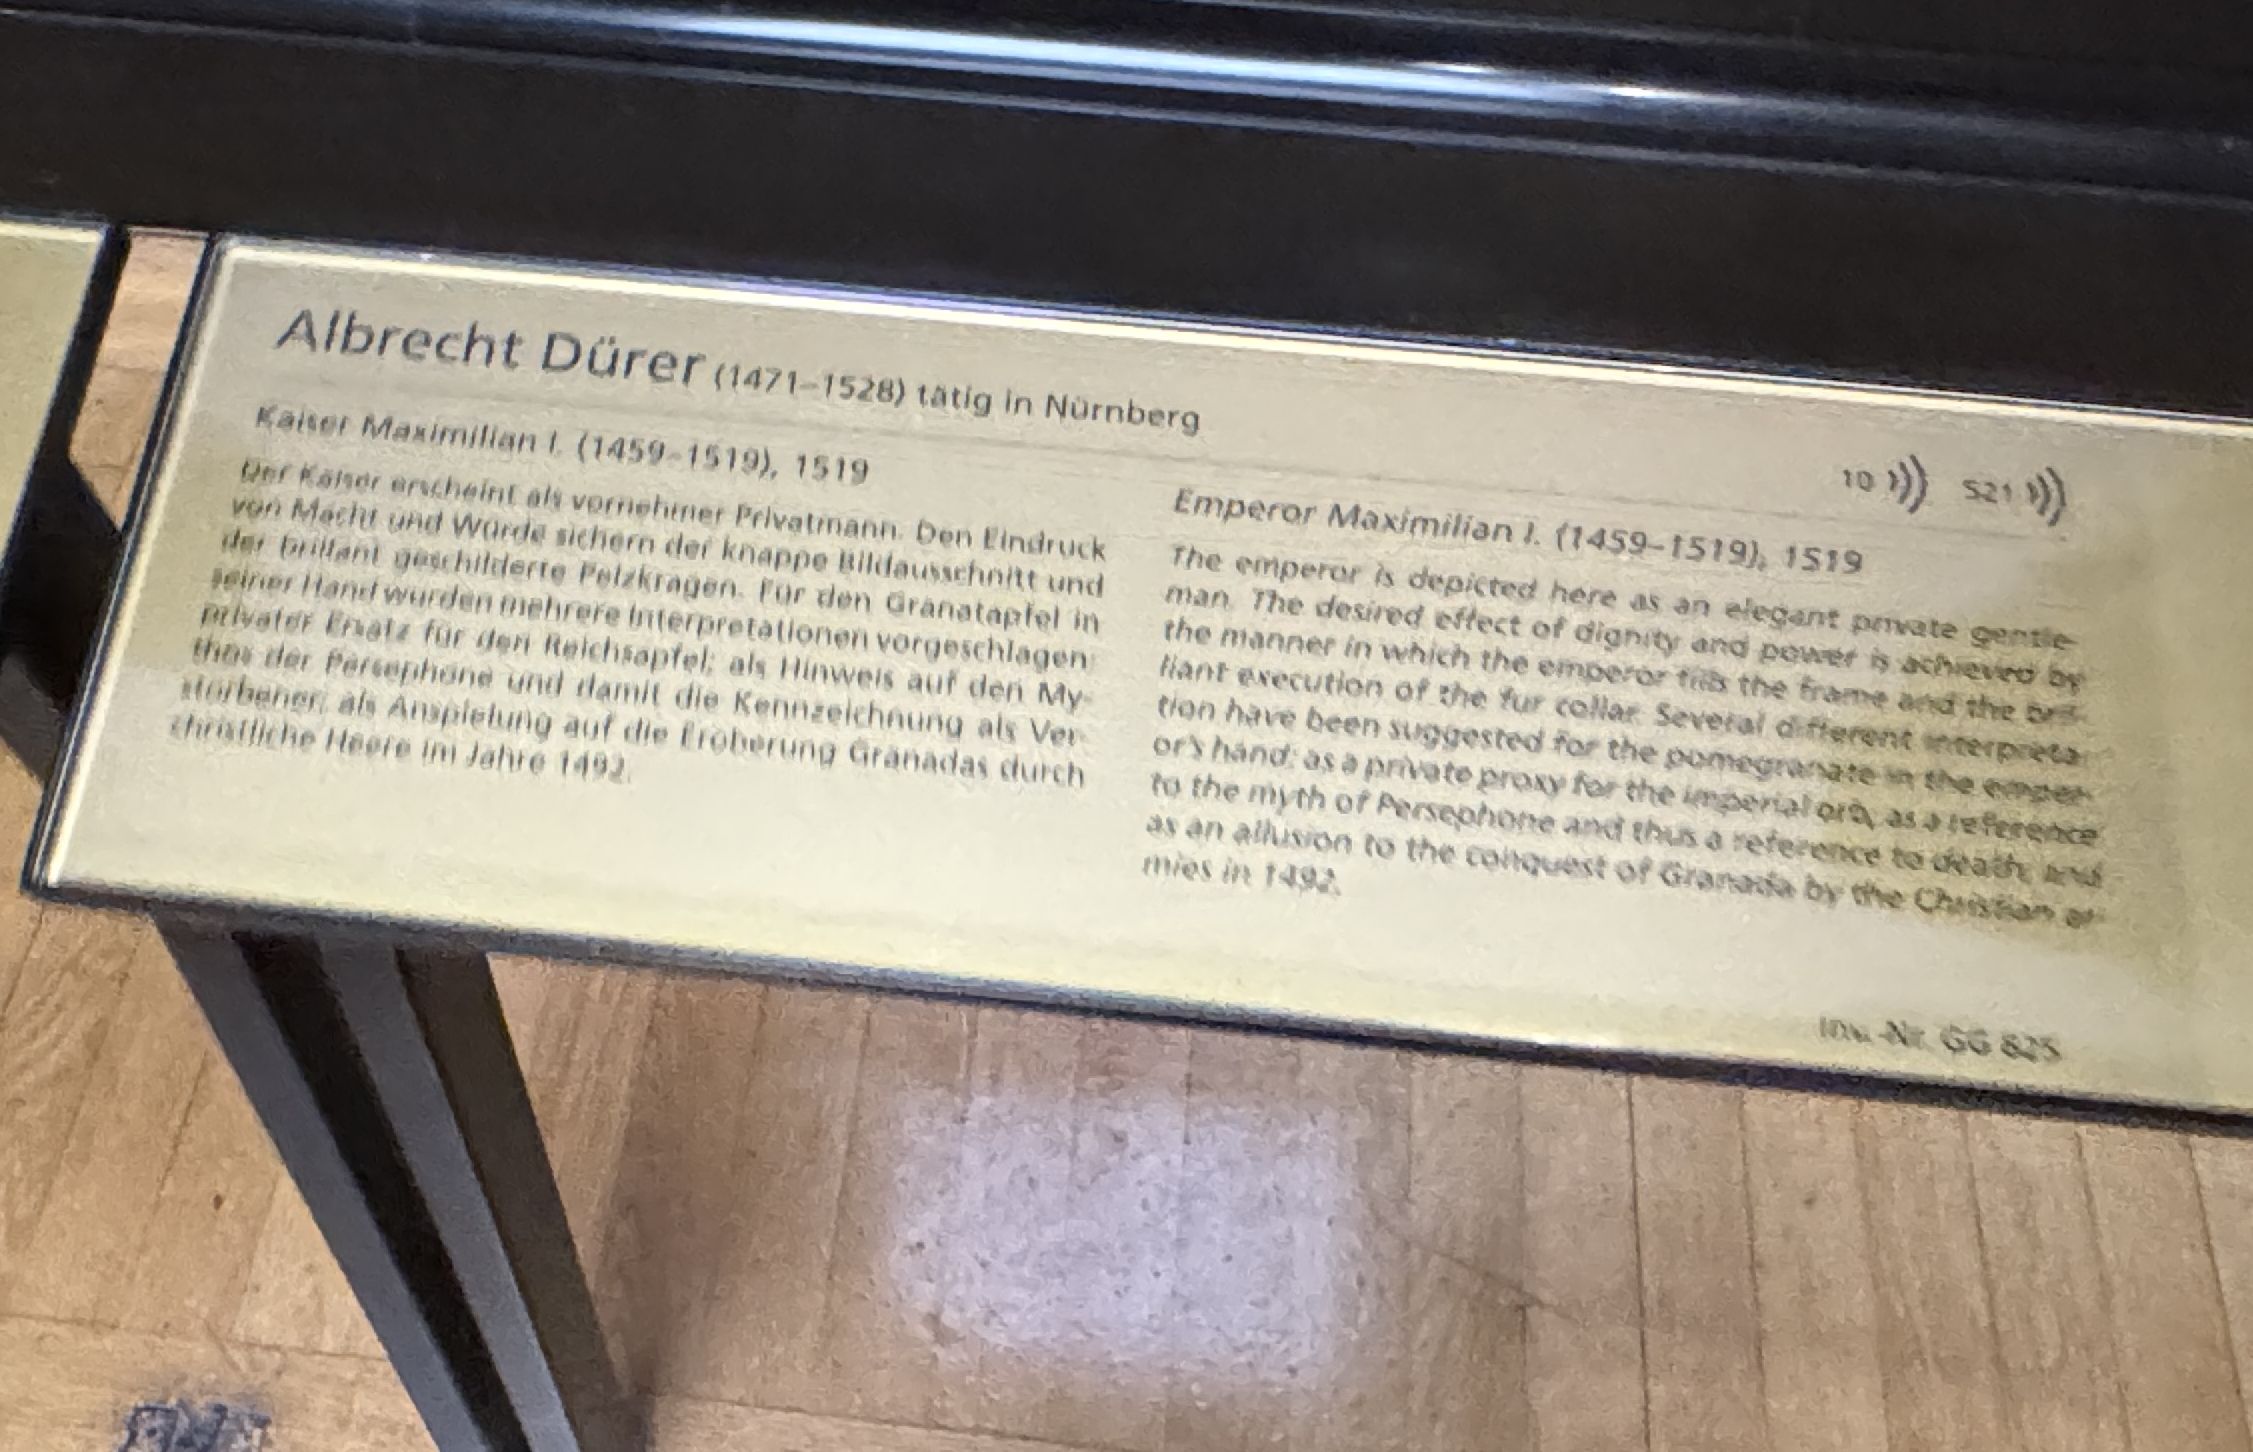 Albrecht Dürer (1471–1528) tätig in Nürnberg
10 521
Kaiser Maximilian I. (1459–1519), 1519
Der Kaiser erscheint als vornehmer Privatmann. Den Eindruck
von Macht und Würde sichern der knappe Bildausschnitt und
der brillant geschilderte Pelzkragen. Für den Granatapfel in
seiner Hand wurden mehrere Interpretationen vorgeschlagen:
privater Ersatz für den Reichsapfel; als Hinweis auf den My-
thos der Persephone und damit die Kennzeichnung als Ver-
storbener; als Anspielung auf die Eroberung Granadas durch
christliche Heere im Jahre 1492.
Emperor Maximilian I. (1459–1519), 1519
The emperor is depicted here as an elegant private gentle-
man. The desired effect of dignity and power is achieved by
the manner in which the emperor fills the frame and the bril-
liant execution of the fur collar. Several different interpreta-
tion have been suggested for the pomegranate in the emper-
or's hand: as a private proxy for the imperial orb, as a reference
to the myth of Persephone and thus a reference to death, and
as an allusion to the conquest of Granada by the Christian ar-
mies in 1492.
Inv.-Nr. GG 825